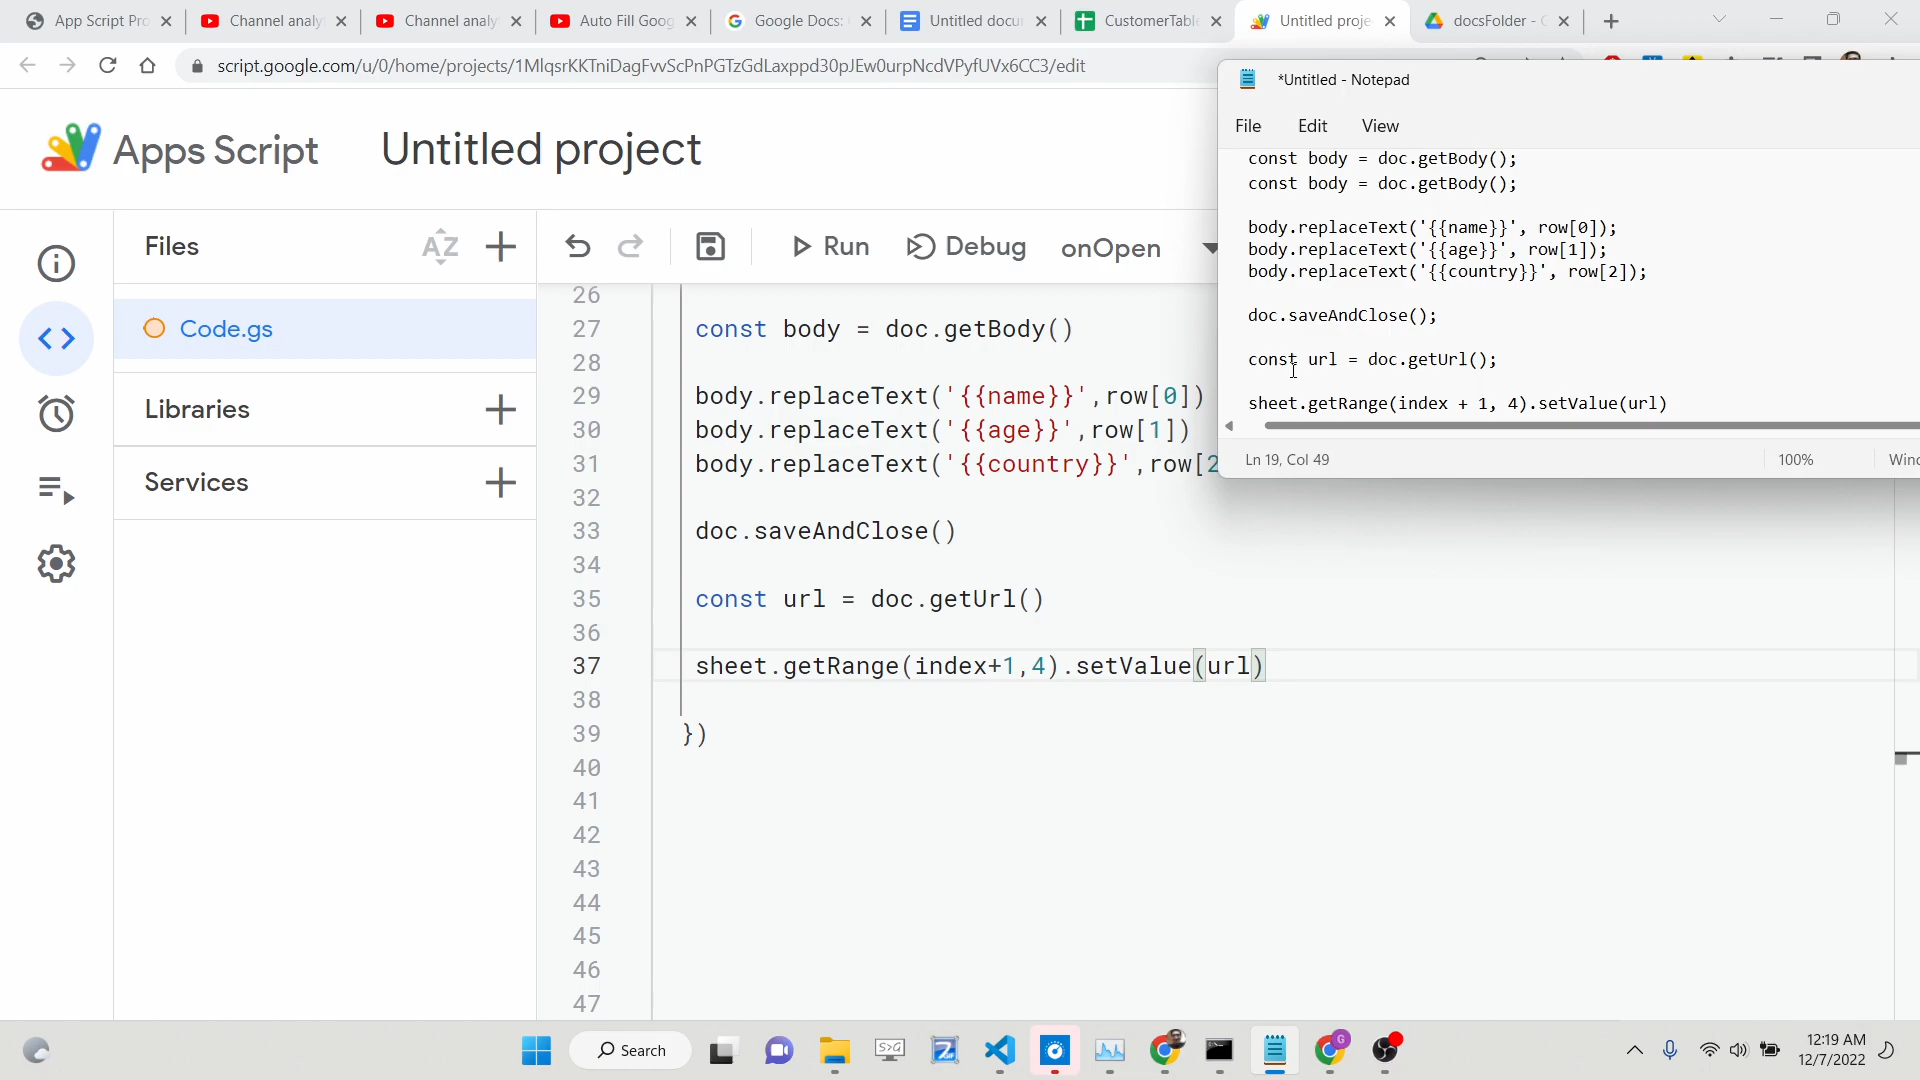 App Script Pro
Channel analy
Channel analy
Auto Fill Goog
Google Docs:
Untitled docu
CustomerTabl
Untitled proje
docsFolder - G
script.google.com/u/0/home/projects/1MlqsrKKTniDagFvvScPnPGTzGdLaxppd30pJEw0urpNcdVPyfUVx6CC3/edit
*Untitled - Notepad
File Edit View
const body = doc.getBody();
const body = doc.getBody();
body.replaceText('{{name}}', row[0]);
body.replaceText('{{age}}', row[1]);
body.replaceText('{{country}}', row[2]);
doc.saveAndClose();
const url = doc.getUrl();
sheet.getRange(index + 1, 4).setValue(url)
Ln 19, Col 49
100%
Apps Script
Untitled project
Files
AZ
Run
Debug
onOpen
Code.gs
Libraries
Services
26
27 const body = doc.getBody()
28
29 body.replaceText('{{name}}',row[0])
30 body.replaceText('{{age}}',row[1])
31 body.replaceText('{{country}}',row[2
32
33 doc.saveAndClose()
34
35 const url = doc.getUrl()
36
37 sheet.getRange(index+1,4).setValue(url)
38
39 })
40
41
42
43
44
45
46
47
Search
12:19 AM
12/7/2022